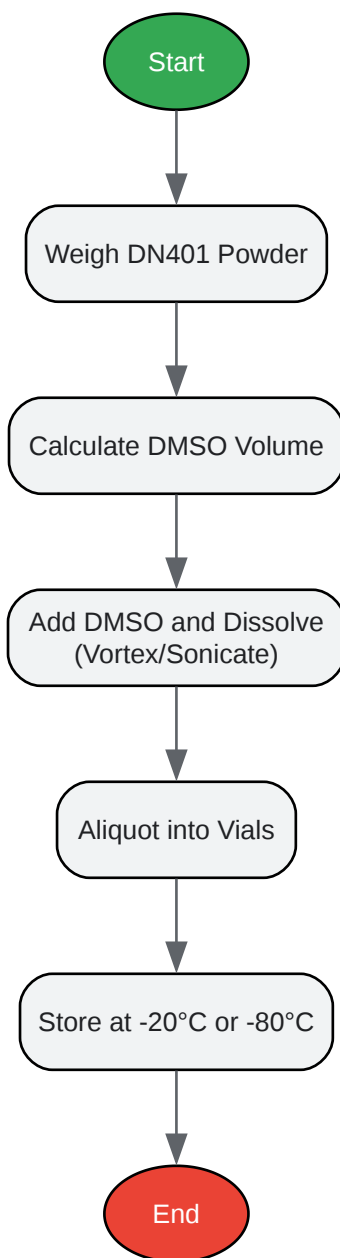 Start
Weigh DN401 Powder
Calculate DMSO Volume
Add DMSO and Dissolve
(Vortex/Sonicate)
Aliquot into Vials
Store at -20°C or -80°C
End